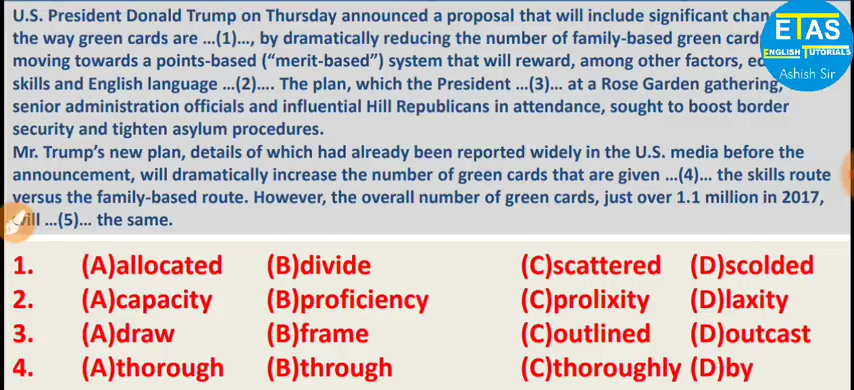 U.S. President Donald Trump on Thursday announced a proposal that will include significant
the way green cards are ...(1)..., by dramatically reducing the number of family-based green
moving towards a points-based (“merit-based”) system that will reward, among other factors,
skills and English language ...(2).... The plan, which the President ...(3)... at a Rose Garden gathering,
senior administration officials and influential Hill Republicans in attendance, sought to boost border
security and tighten asylum procedures.
Mr. Trump’s new plan, details of which had already been reported widely in the U.S. media before the
announcement, will dramatically increase the number of green cards that are given ...(4)... the skills route
versus the family-based route. However, the overall number of green cards, just over 1.1 million in 2017,
will ...(5)... the same.
ETAS
ENGLISH TUTORIALS
Ashish Sir
1. (A)allocated (B)divide (C)scattered (D)scolded
2. (A)capacity (B)proficiency (C)prolixity (D)laxity
3. (A)draw (B)frame (C)outlined (D)outcast
4. (A)thorough (B)through (C)thoroughly (D)by